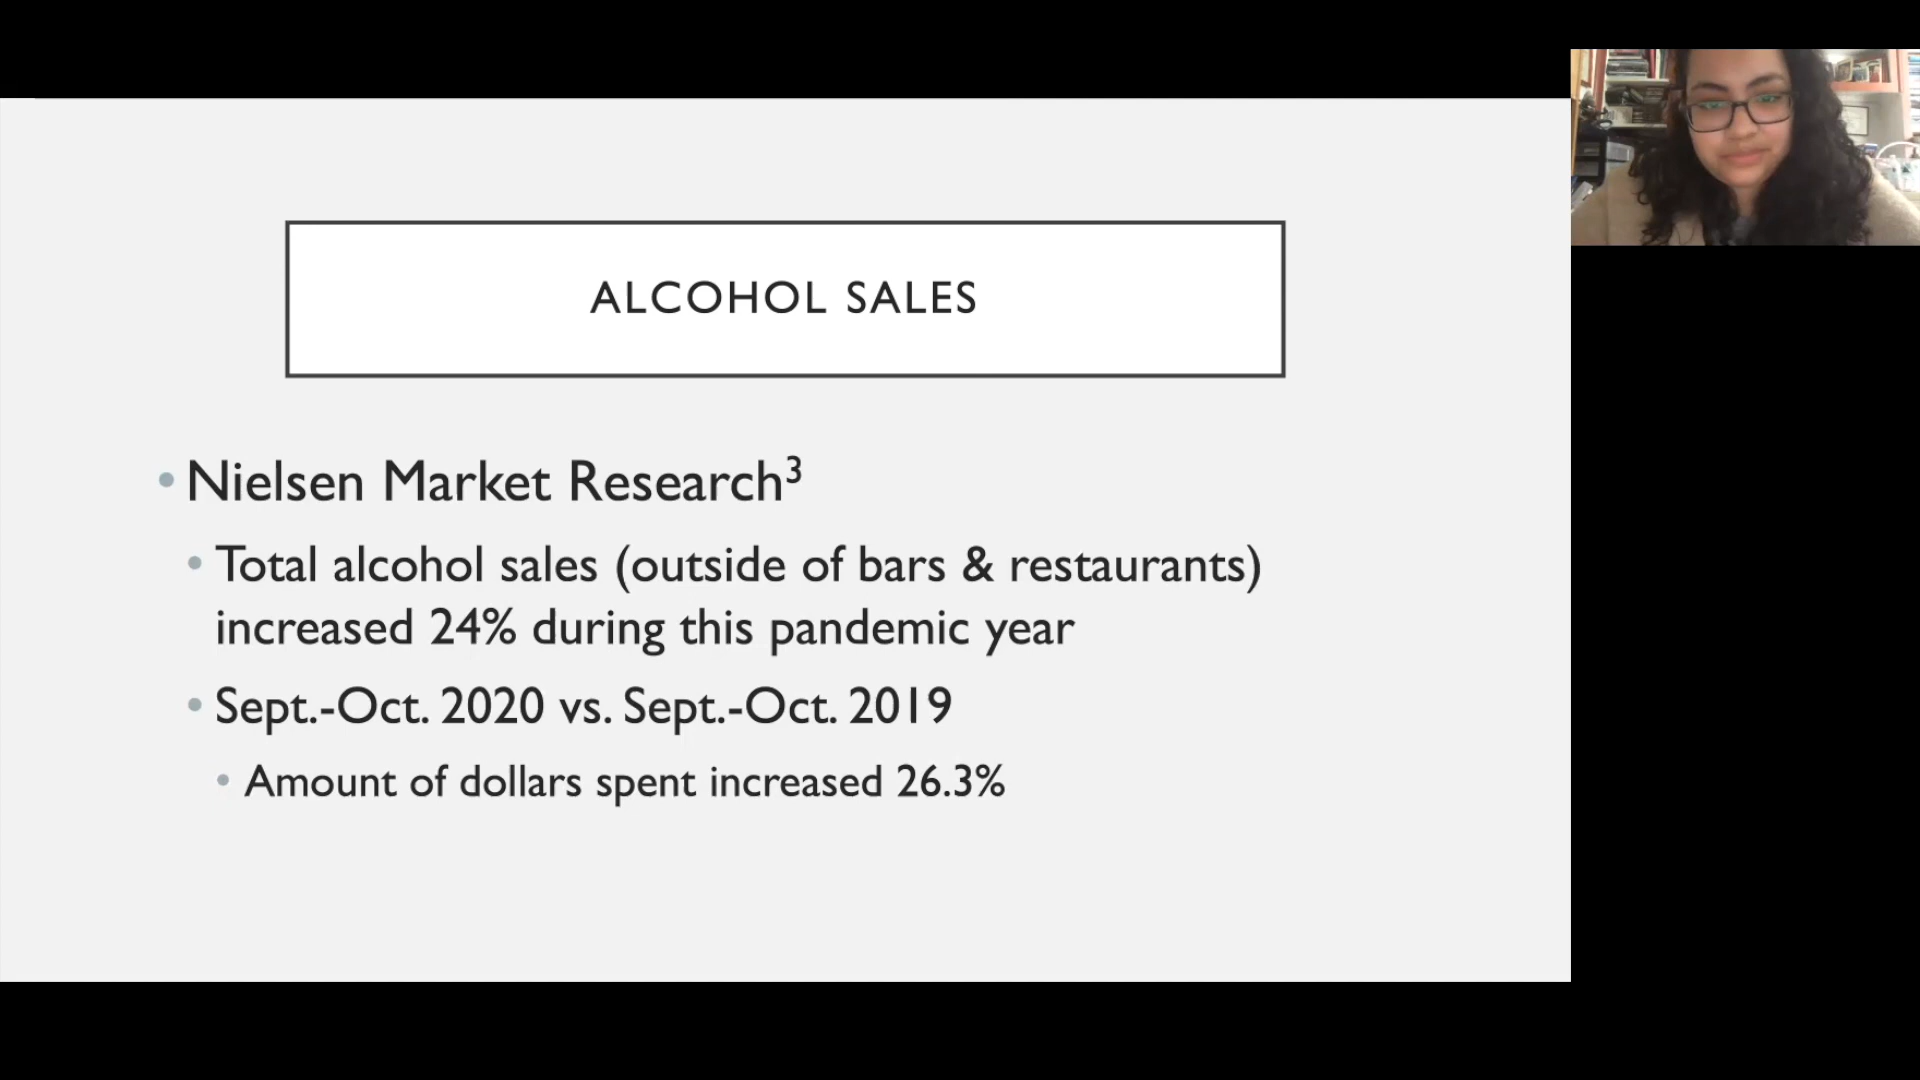 ALCOHOL SALES
• Nielsen Market Research³
• Total alcohol sales (outside of bars & restaurants)
increased 24% during this pandemic year
• Sept.-Oct. 2020 vs. Sept.-Oct. 2019
• Amount of dollars spent increased 26.3%